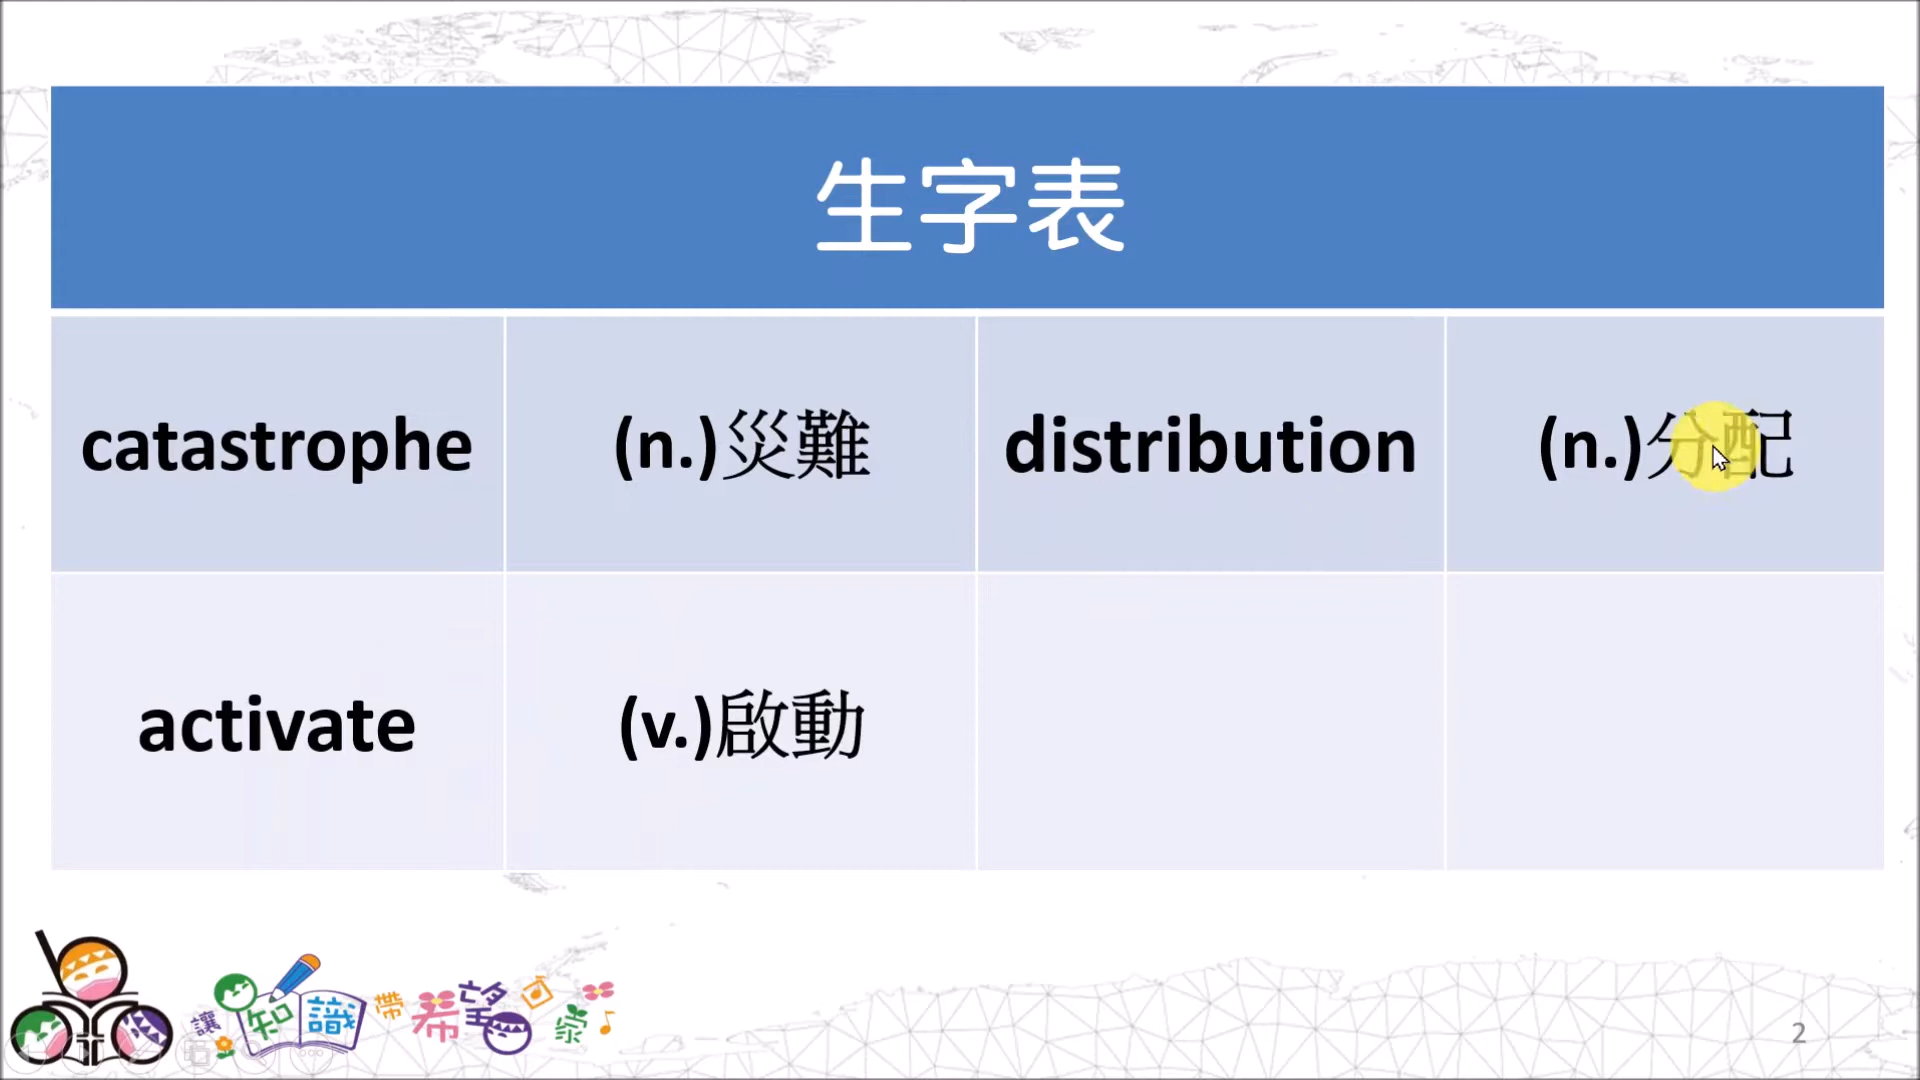 生字表
catastrophe (n.)災難 distribution (n.)分配
activate (v.)啟動
讓知識帶希望回家
2